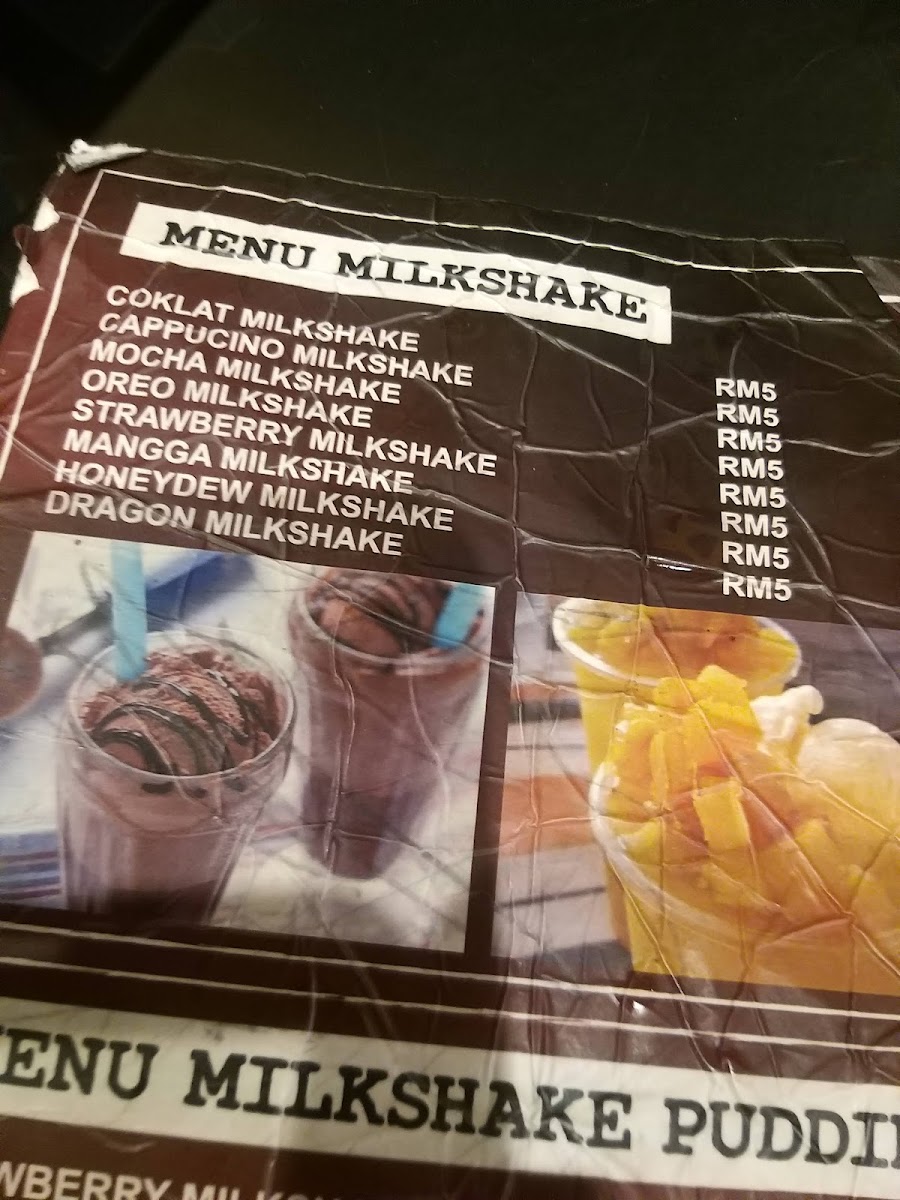 MENU MILKSHAKE
COKLAT MILKSHAKE RM5
CAPPUCINO MILKSHAKE RM5
MOCHA MILKSHAKE RM5
OREO MILKSHAKE RM5
STRAWBERRY MILKSHAKE RM5
MANGGA MILKSHAKE RM5
HONEYDEW MILKSHAKE RM5
DRAGON MILKSHAKE RM5
ENU MILKSHAKE PUDDI
WBERRY